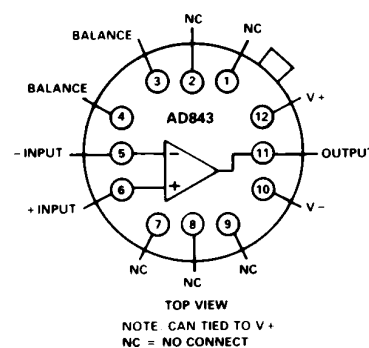 NC
BALANCE
NC
3
2
1
BALANCE
V+
4
AD843
12
- INPUT
5
-
11
OUTPUT
+ INPUT
6
+
10
V-
7
8
9
NC
NC
NC
TOP VIEW
NOTE. CAN TIED TO V+
NC = NO CONNECT